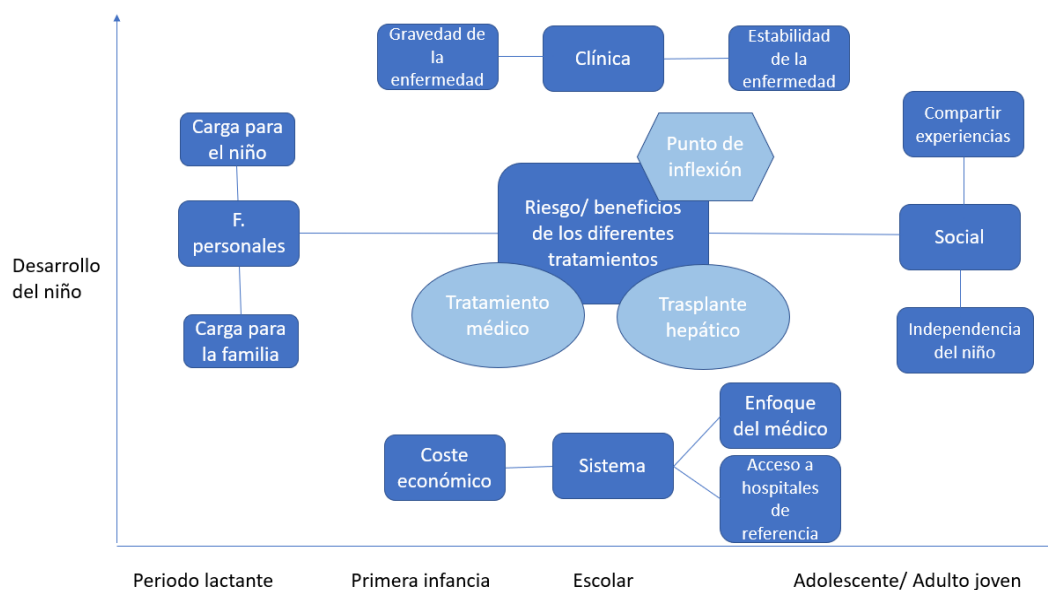 Gravedad de
la
enfermedad
Clínica
Estabilidad
de la
enfermedad
Carga para
el niño
Punto de
inflexión
Compartir
experiencias
F.
personales
Riesgo/ beneficios
de los diferentes
tratamientos
Social
Desarrollo
del niño
Tratamiento
médico
Trasplante
hepático
Carga para
la familia
Independencia
del niño
Coste
económico
Sistema
Enfoque
del médico
Acceso a
hospitales
de
referencia
Periodo lactante
Primera infancia
Escolar
Adolescente/ Adulto joven